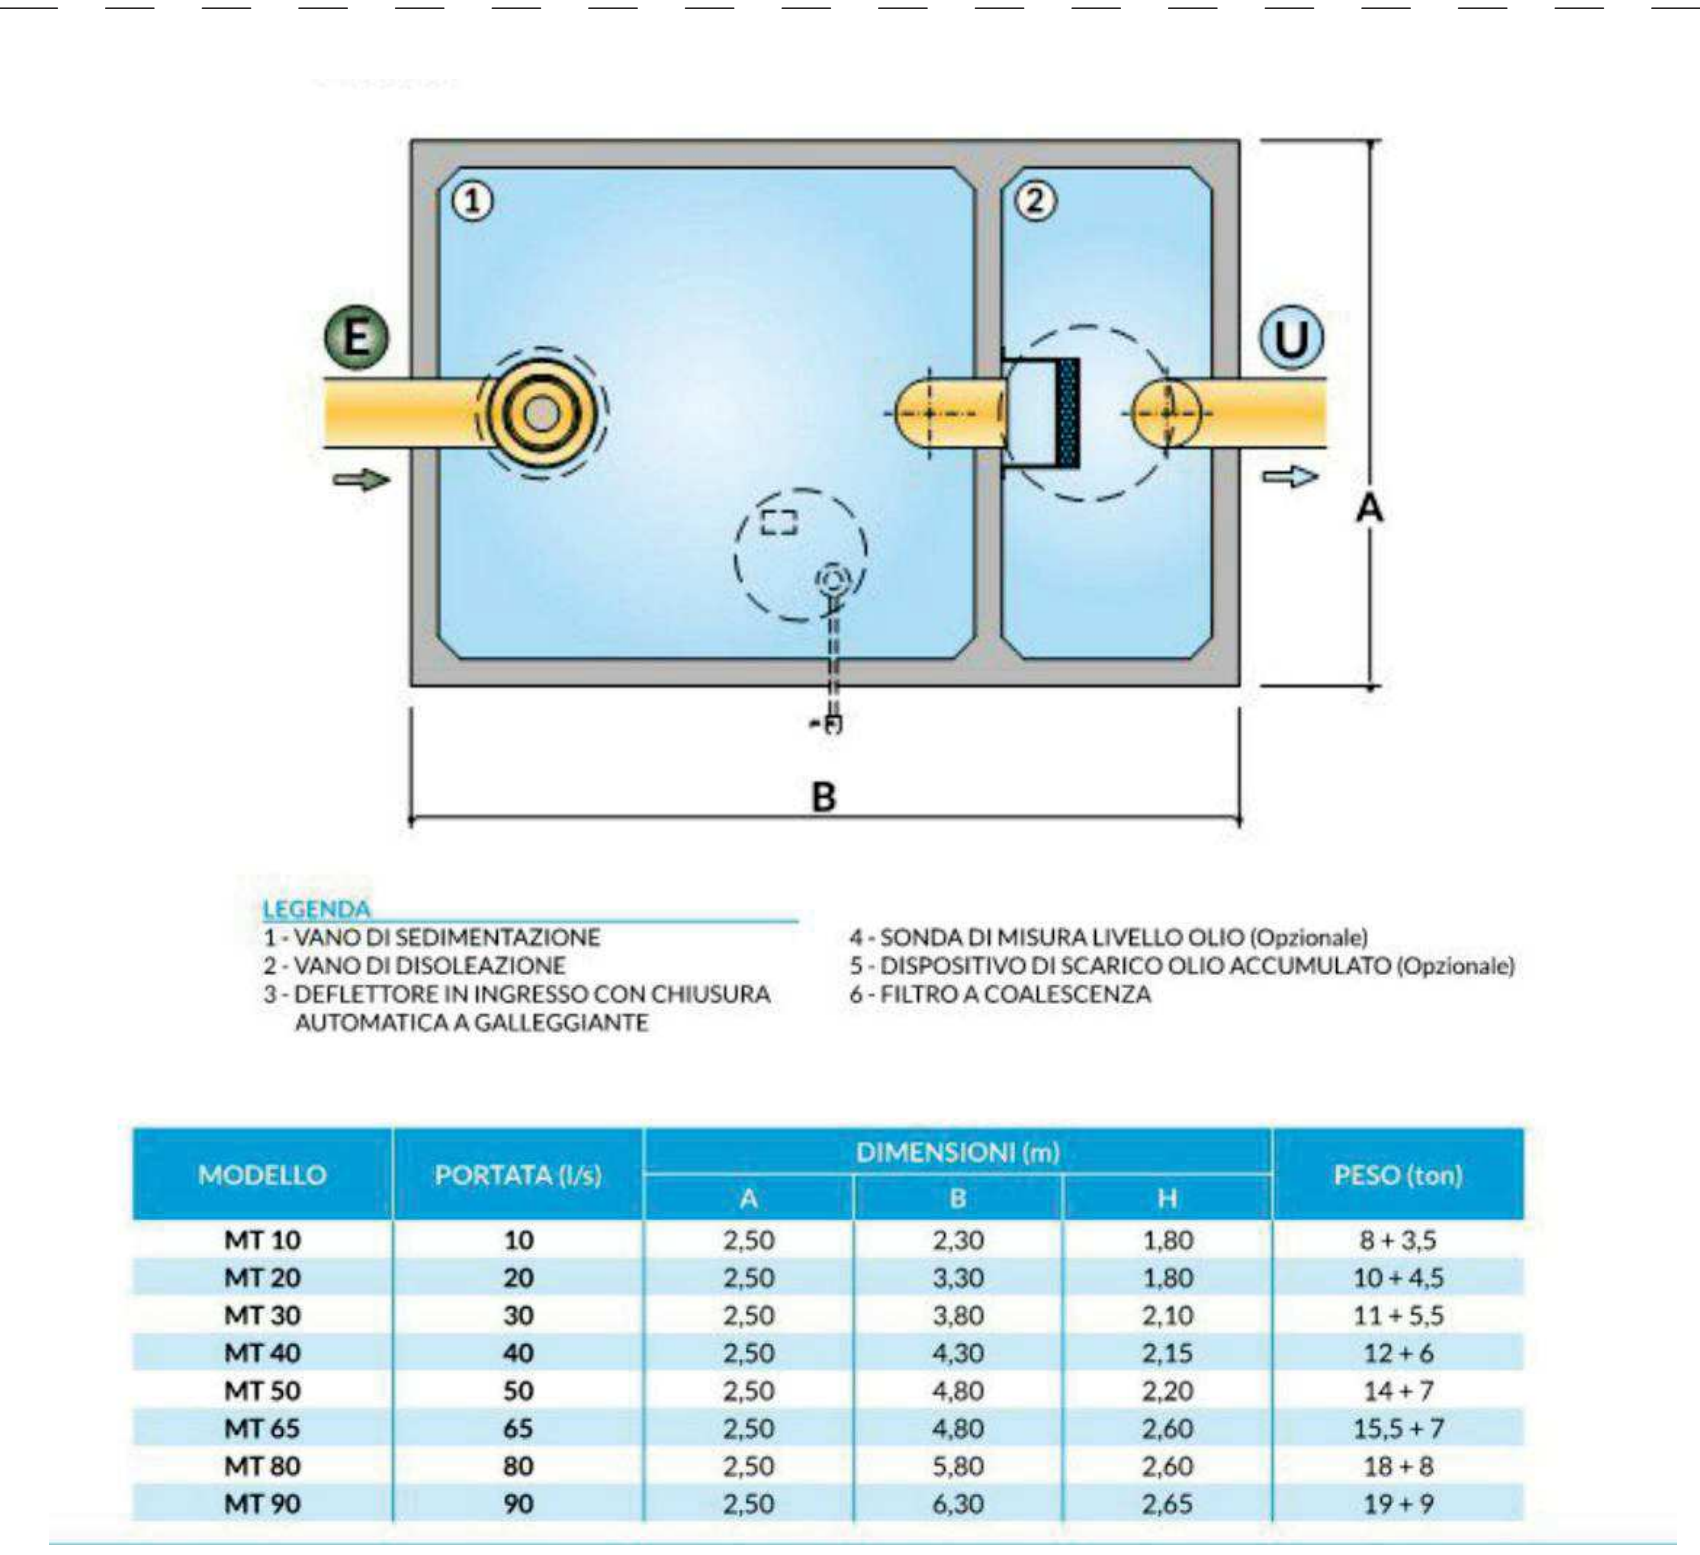 1
2
E
U
A
B
LEGENDA
1 - VANO DI SEDIMENTAZIONE
2 - VANO DI DISOLEAZIONE
3 - DEFLETTORE IN INGRESSO CON CHIUSURA
AUTOMATICA A GALLEGGIANTE
4 - SONDA DI MISURA LIVELLO OLIO (Opzionale)
5 - DISPOSITIVO DI SCARICO OLIO ACCUMULATO (Opzionale)
6 - FILTRO A COALESCENZA
MODELLO PORTATA (l/s) DIMENSIONI (m) PESO (ton)
A B H
MT 10 10 2,50 2,30 1,80 8 + 3,5
MT 20 20 2,50 3,30 1,80 10 + 4,5
MT 30 30 2,50 3,80 2,10 11 + 5,5
MT 40 40 2,50 4,30 2,15 12 + 6
MT 50 50 2,50 4,80 2,20 14 + 7
MT 65 65 2,50 4,80 2,60 15,5 + 7
MT 80 80 2,50 5,80 2,60 18 + 8
MT 90 90 2,50 6,30 2,65 19 + 9